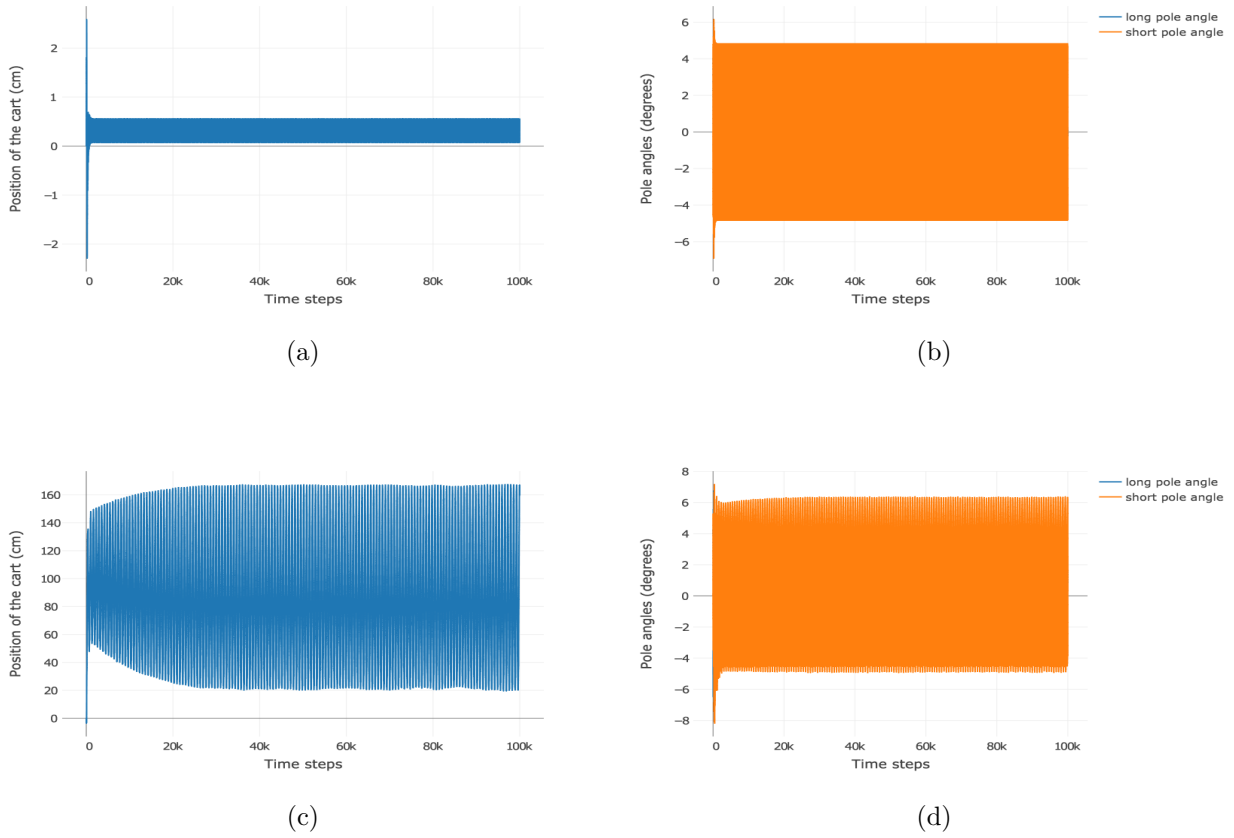 2
1
0
−1
−2
Position of the cart (cm)
0
20k
40k
60k
80k
100k
Time steps
(a)
6
4
2
0
−2
−4
−6
Pole angles (degrees)
0
20k
40k
60k
80k
100k
Time steps
long pole angle
short pole angle
(b)
160
140
120
100
80
60
40
20
0
Position of the cart (cm)
0
20k
40k
60k
80k
100k
Time steps
(c)
8
6
4
2
0
−2
−4
−6
−8
Pole angles (degrees)
0
20k
40k
60k
80k
100k
Time steps
long pole angle
short pole angle
(d)